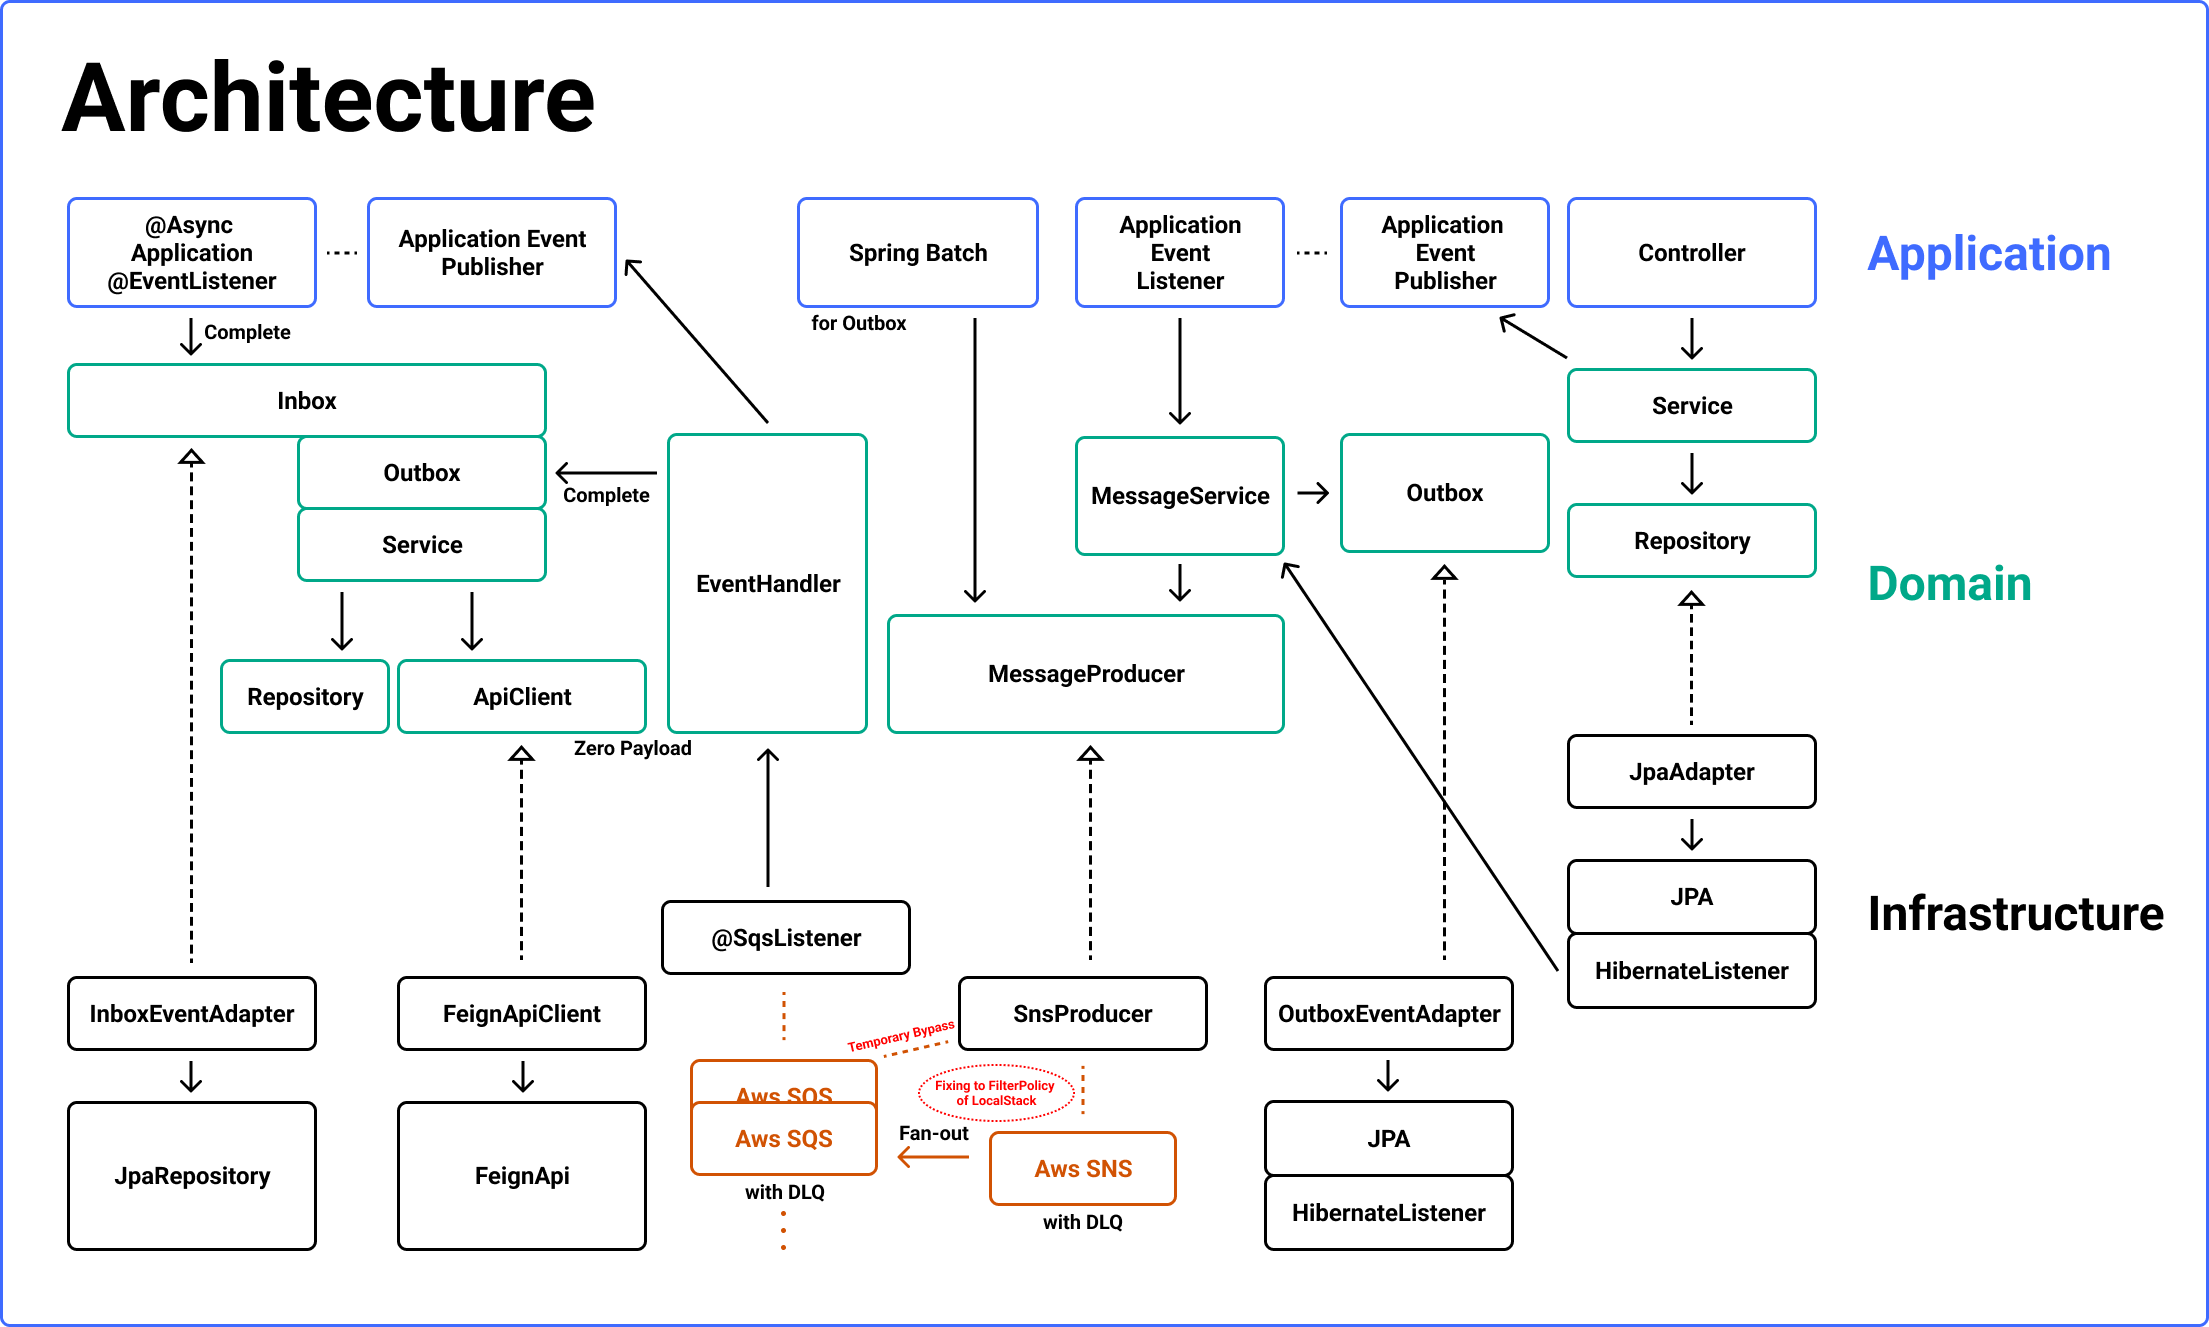 Architecture
@Async
Application
@EventListener
Application Event
Publisher
Spring Batch
Application
Event
Listener
Application
Event
Publisher
Controller
Application
for Outbox
Complete
Inbox
Outbox
Service
Complete
EventHandler
MessageService
Outbox
Service
Repository
Domain
Repository
ApiClient
Zero Payload
MessageProducer
JpaAdapter
JPA
HibernateListener
Infrastructure
@SqsListener
InboxEventAdapter
FeignApiClient
SnsProducer
OutboxEventAdapter
Temporary Bypass
Fixing to FilterPolicy
of LocalStack
Aws SQS
Aws SQS
with DLQ
Fan-out
Aws SNS
with DLQ
JpaRepository
FeignApi
JPA
HibernateListener